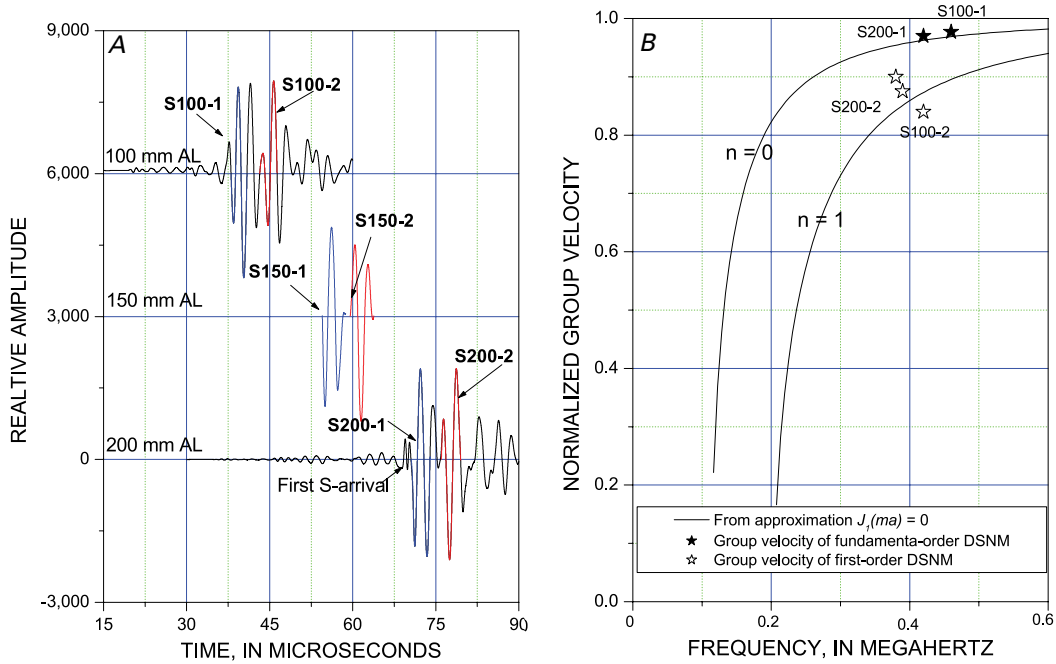 A
9,000
6,000
3,000
0
-3,000
REALTIVE AMPLITUDE
S100-1
S100-2
100 mm AL
S150-1
S150-2
150 mm AL
S200-1
S200-2
200 mm AL
First S-arrival
15
30
45
60
75
90
TIME, IN MICROSECONDS
B
1.0
0.8
0.6
0.4
0.2
0.0
NORMALIZED GROUP VELOCITY
S100-1
S200-1
S200-2
S100-2
n = 0
n = 1
From approximation J₁(ma) = 0
Group velocity of fundamenta-order DSNM
Group velocity of first-order DSNM
0.0
0.2
0.4
0.6
FREQUENCY, IN MEGAHERTZ